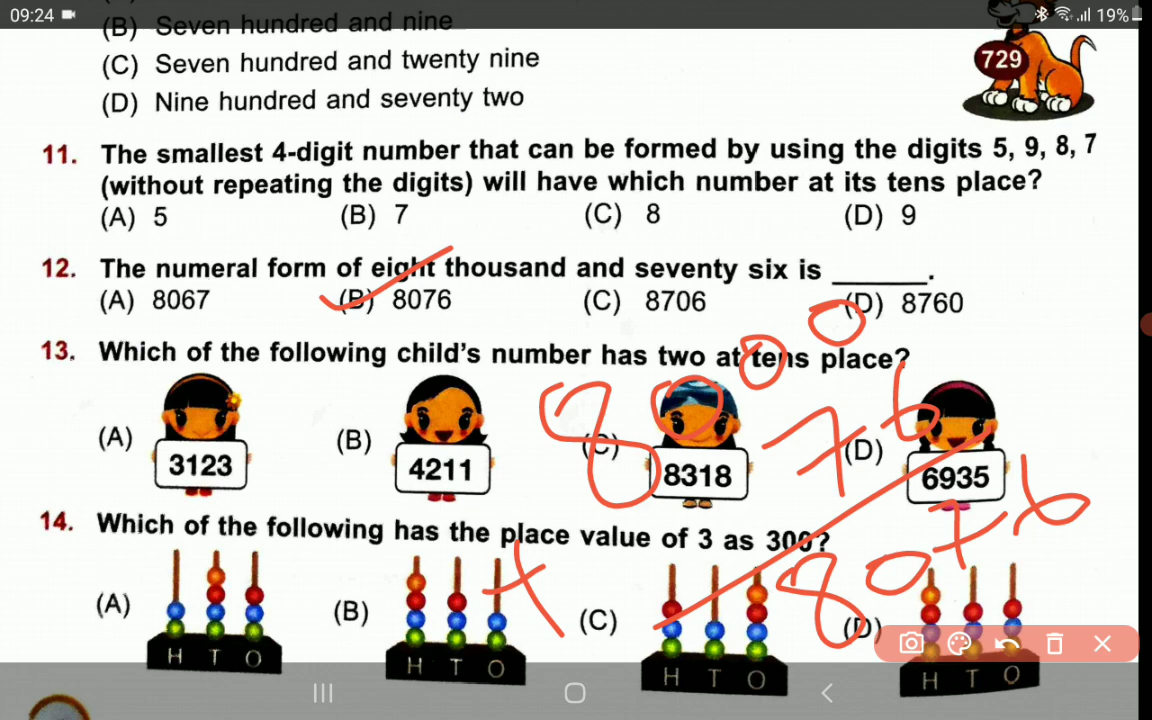 09:24
19%
(B) Seven hundred and nine
(C) Seven hundred and twenty nine
729
(D) Nine hundred and seventy two
11. The smallest 4-digit number that can be formed by using the digits 5, 9, 8, 7
(without repeating the digits) will have which number at its tens place?
(A) 5 (B) 7 (C) 8 (D) 9
12. The numeral form of eight thousand and seventy six is ______.
(A) 8067 (B) 8076 (C) 8706 (D) 8760
13. Which of the following child's number has two at tens place?
(A) (B) (C) (D)
3123 4211 8318 6935
8000
76
8076
14. Which of the following has the place value of 3 as 300?
(A) (B) (C) (D)
H T O H T O H T O H T O